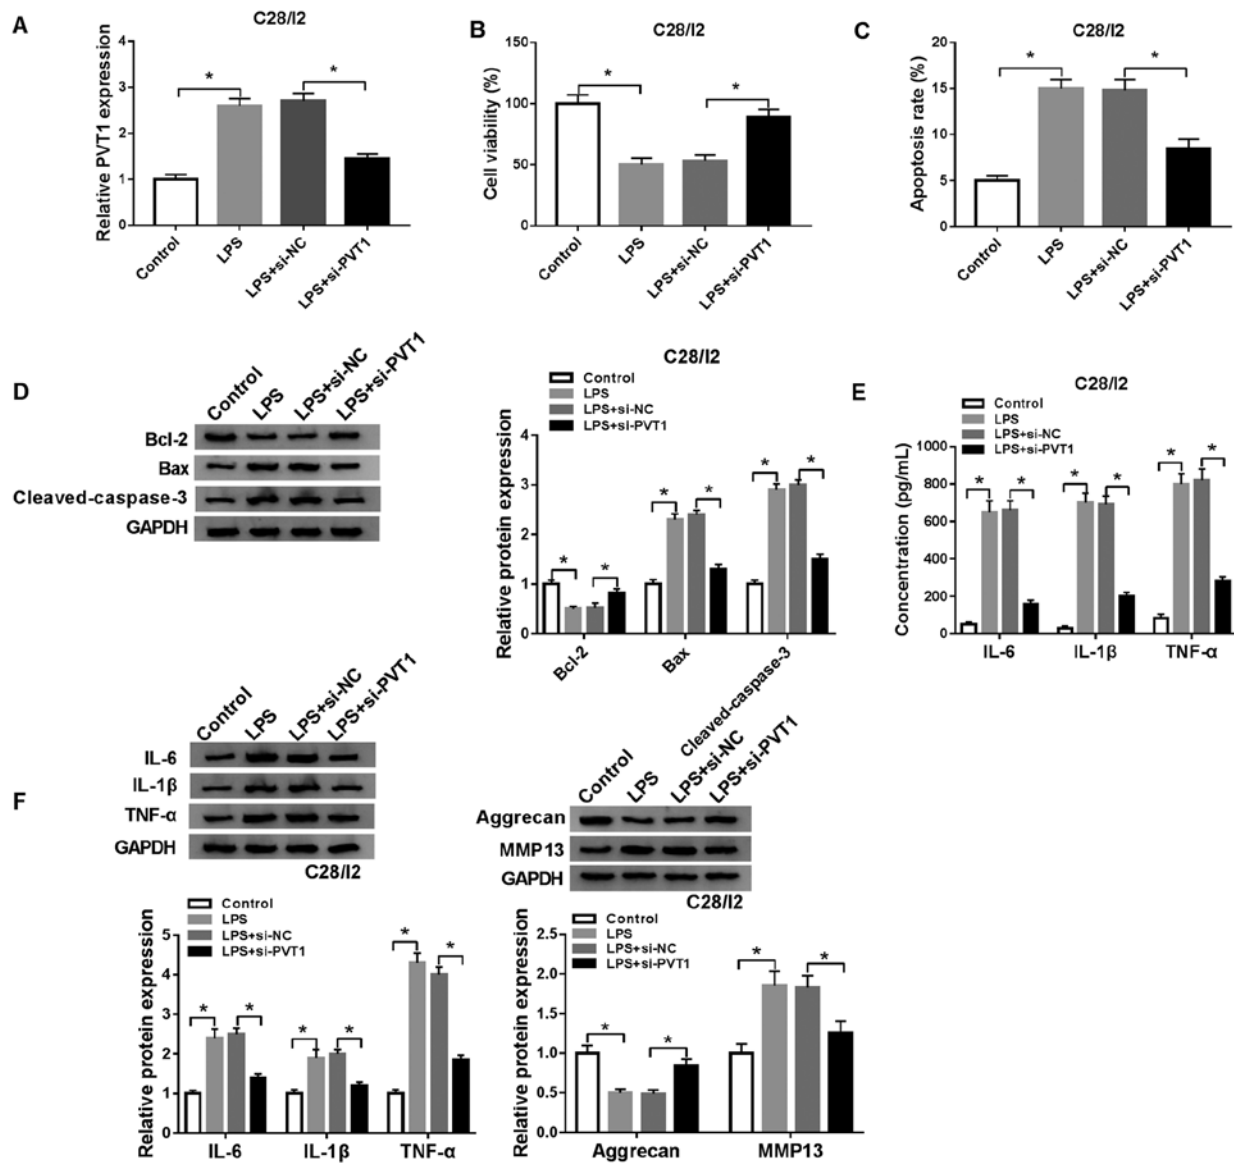 A
C28/I2
Relative PVT1 expression
4
3
2
1
0
*
*
Control
LPS
LPS+si-NC
LPS+si-PVT1
B
C28/I2
Cell viability (%)
150
100
50
0
*
*
Control
LPS
LPS+si-NC
LPS+si-PVT1
C
C28/I2
Apoptosis rate (%)
20
15
10
5
0
*
*
Control
LPS
LPS+si-NC
LPS+si-PVT1
D
Control
LPS
LPS+si-NC
LPS+si-PVT1
Bcl-2
Bax
Cleaved-caspase-3
GAPDH
C28/I2
Control
LPS
LPS+si-NC
LPS+si-PVT1
Relative protein expression
4
3
2
1
0
*
*
*
*
*
*
Bcl-2
Bax
Cleaved-caspase-3
E
C28/I2
Control
LPS
LPS+si-NC
LPS+si-PVT1
Concentration (pg/mL)
1000
800
600
400
200
0
*
*
*
*
*
*
IL-6
IL-1β
TNF-α
F
Control
LPS
LPS+si-NC
LPS+si-PVT1
IL-6
IL-1β
TNF-α
GAPDH
C28/I2
Control
LPS
LPS+si-NC
LPS+si-PVT1
Relative protein expression
5
4
3
2
1
0
*
*
*
*
*
*
IL-6
IL-1β
TNF-α
Control
LPS
LPS+si-NC
LPS+si-PVT1
Aggrecan
MMP13
GAPDH
C28/I2
Control
LPS
LPS+si-NC
LPS+si-PVT1
Relative protein expression
2.5
2.0
1.5
1.0
0.5
0.0
*
*
*
*
Aggrecan
MMP13